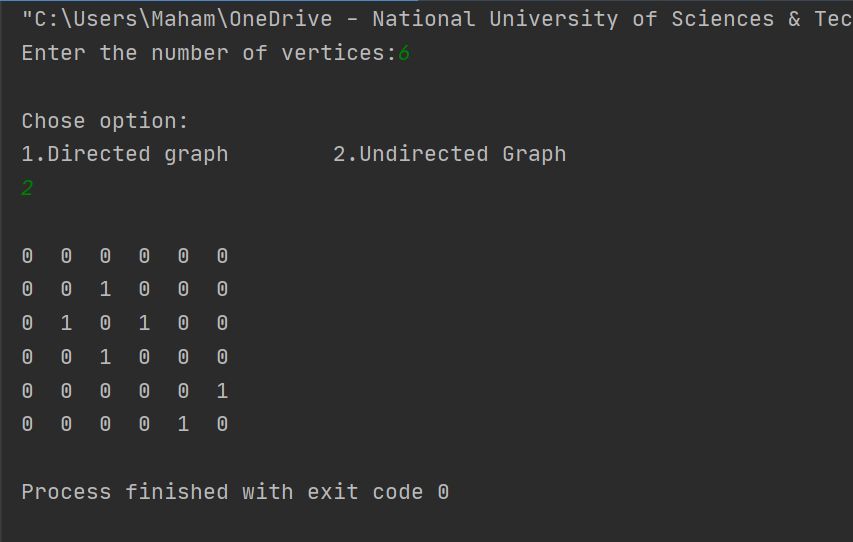 "C:\Users\Maham\OneDrive - National University of Sciences & Tec
Enter the number of vertices:6
Chose option:
1.Directed graph        2.Undirected Graph
2
0  0  0  0  0  0
0  0  1  0  0  0
0  1  0  1  0  0
0  0  1  0  0  0
0  0  0  0  0  1
0  0  0  0  1  0
Process finished with exit code 0